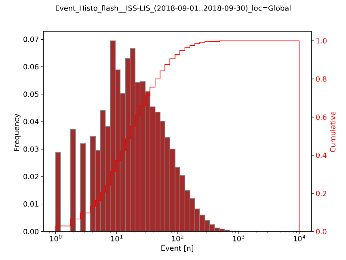 Event_Histo_flash__ISS-LIS_(2018-09-01..2018-09-30)_loc=Global
0.07
0.06
0.05
0.04
0.03
0.02
0.01
0.00
Frequency
1.0
0.8
0.6
0.4
0.2
0.0
Cumulative
10⁰ 10¹ 10² 10³ 10⁴
Event [n]